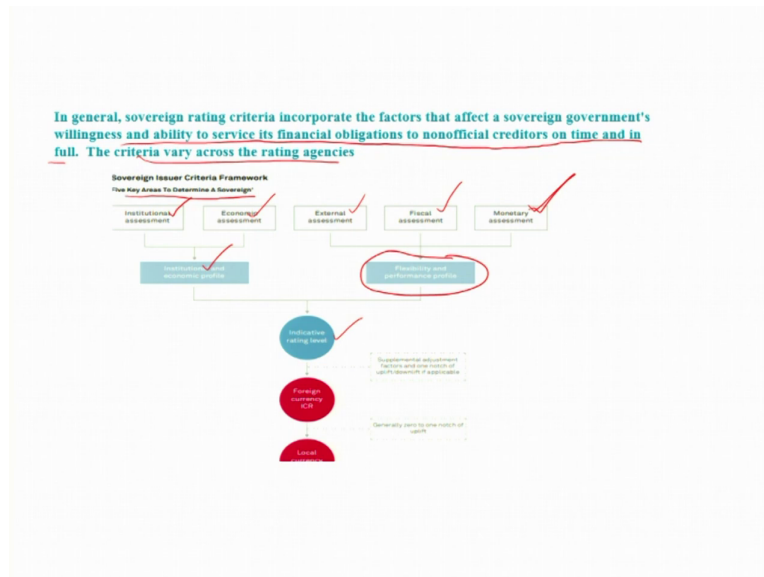 In general, sovereign rating criteria incorporate the factors that affect a sovereign government's
willingness and ability to service its financial obligations to nonofficial creditors on time and in
full. The criteria vary across the rating agencies
Sovereign Issuer Criteria Framework
Five Key Areas To Determine A Sovereign'
Institutional assessment
Economic assessment
External assessment
Fiscal assessment
Monetary assessment
Institutional and
economic profile
Flexibility and
performance profile
Indicative
rating level
Supplemental adjustment
factors and one notch of
uplift/downlift if applicable
Foreign
currency
ICR
Generally zero to one notch of
uplift
Local
currency